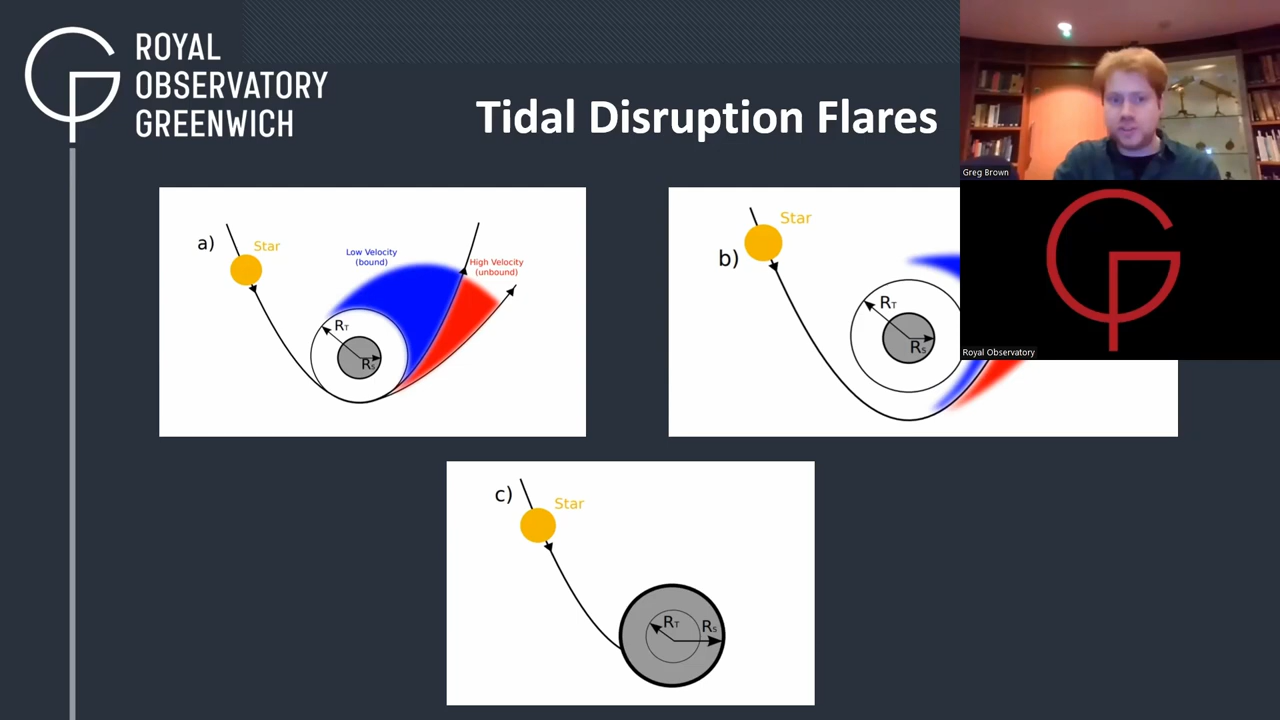 ROYAL
OBSERVATORY
GREENWICH
Tidal Disruption Flares
Greg Brown
Royal Observatory
a)
Star
Low Velocity
(bound)
High Velocity
(unbound)
RT
RS
b)
Star
RT
RS
c)
Star
RT
RS